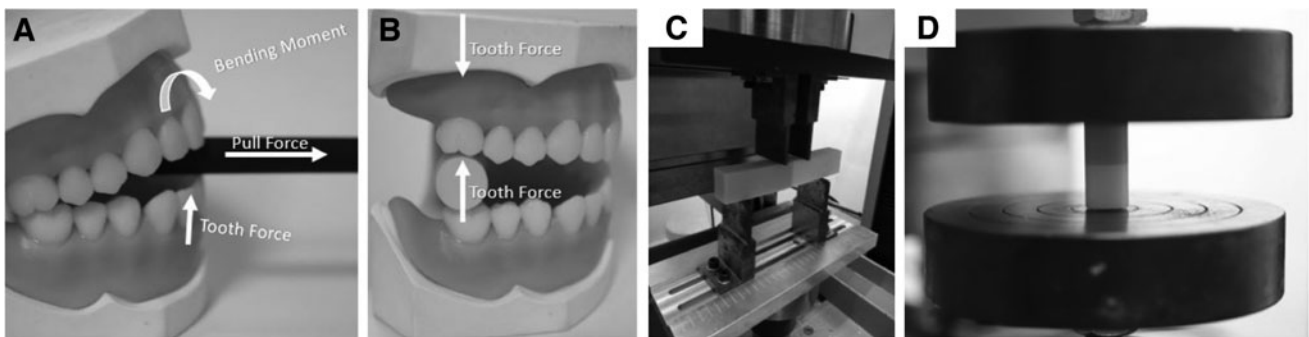 A
Bending Moment
Pull Force
Tooth Force
B
Tooth Force
Tooth Force
C
D